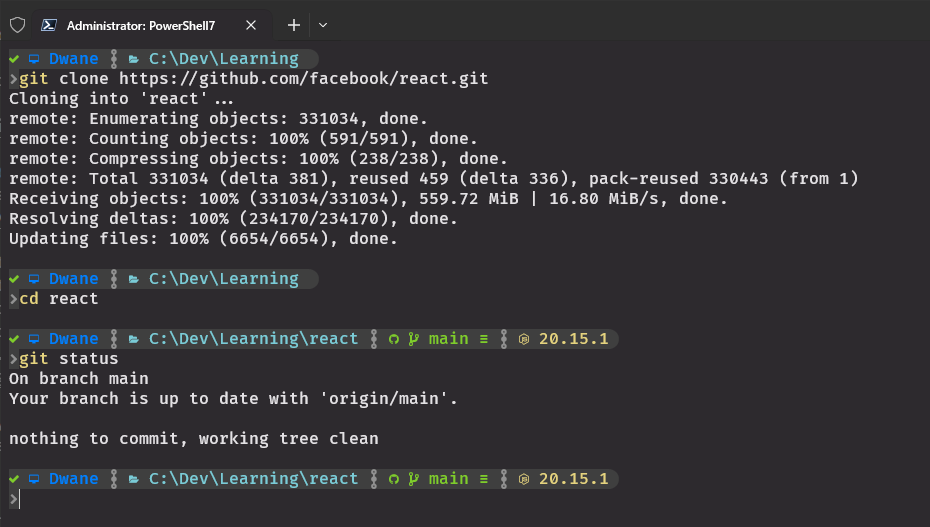 Administrator: PowerShell7
Dwane C:\Dev\Learning
>git clone https://github.com/facebook/react.git
Cloning into 'react'...
remote: Enumerating objects: 331034, done.
remote: Counting objects: 100% (591/591), done.
remote: Compressing objects: 100% (238/238), done.
remote: Total 331034 (delta 381), reused 459 (delta 336), pack-reused 330443 (from 1)
Receiving objects: 100% (331034/331034), 559.72 MiB | 16.80 MiB/s, done.
Resolving deltas: 100% (234170/234170), done.
Updating files: 100% (6654/6654), done.
Dwane C:\Dev\Learning
>cd react
Dwane C:\Dev\Learning\react main ≡ 20.15.1
>git status
On branch main
Your branch is up to date with 'origin/main'.
nothing to commit, working tree clean
Dwane C:\Dev\Learning\react main ≡ 20.15.1
>